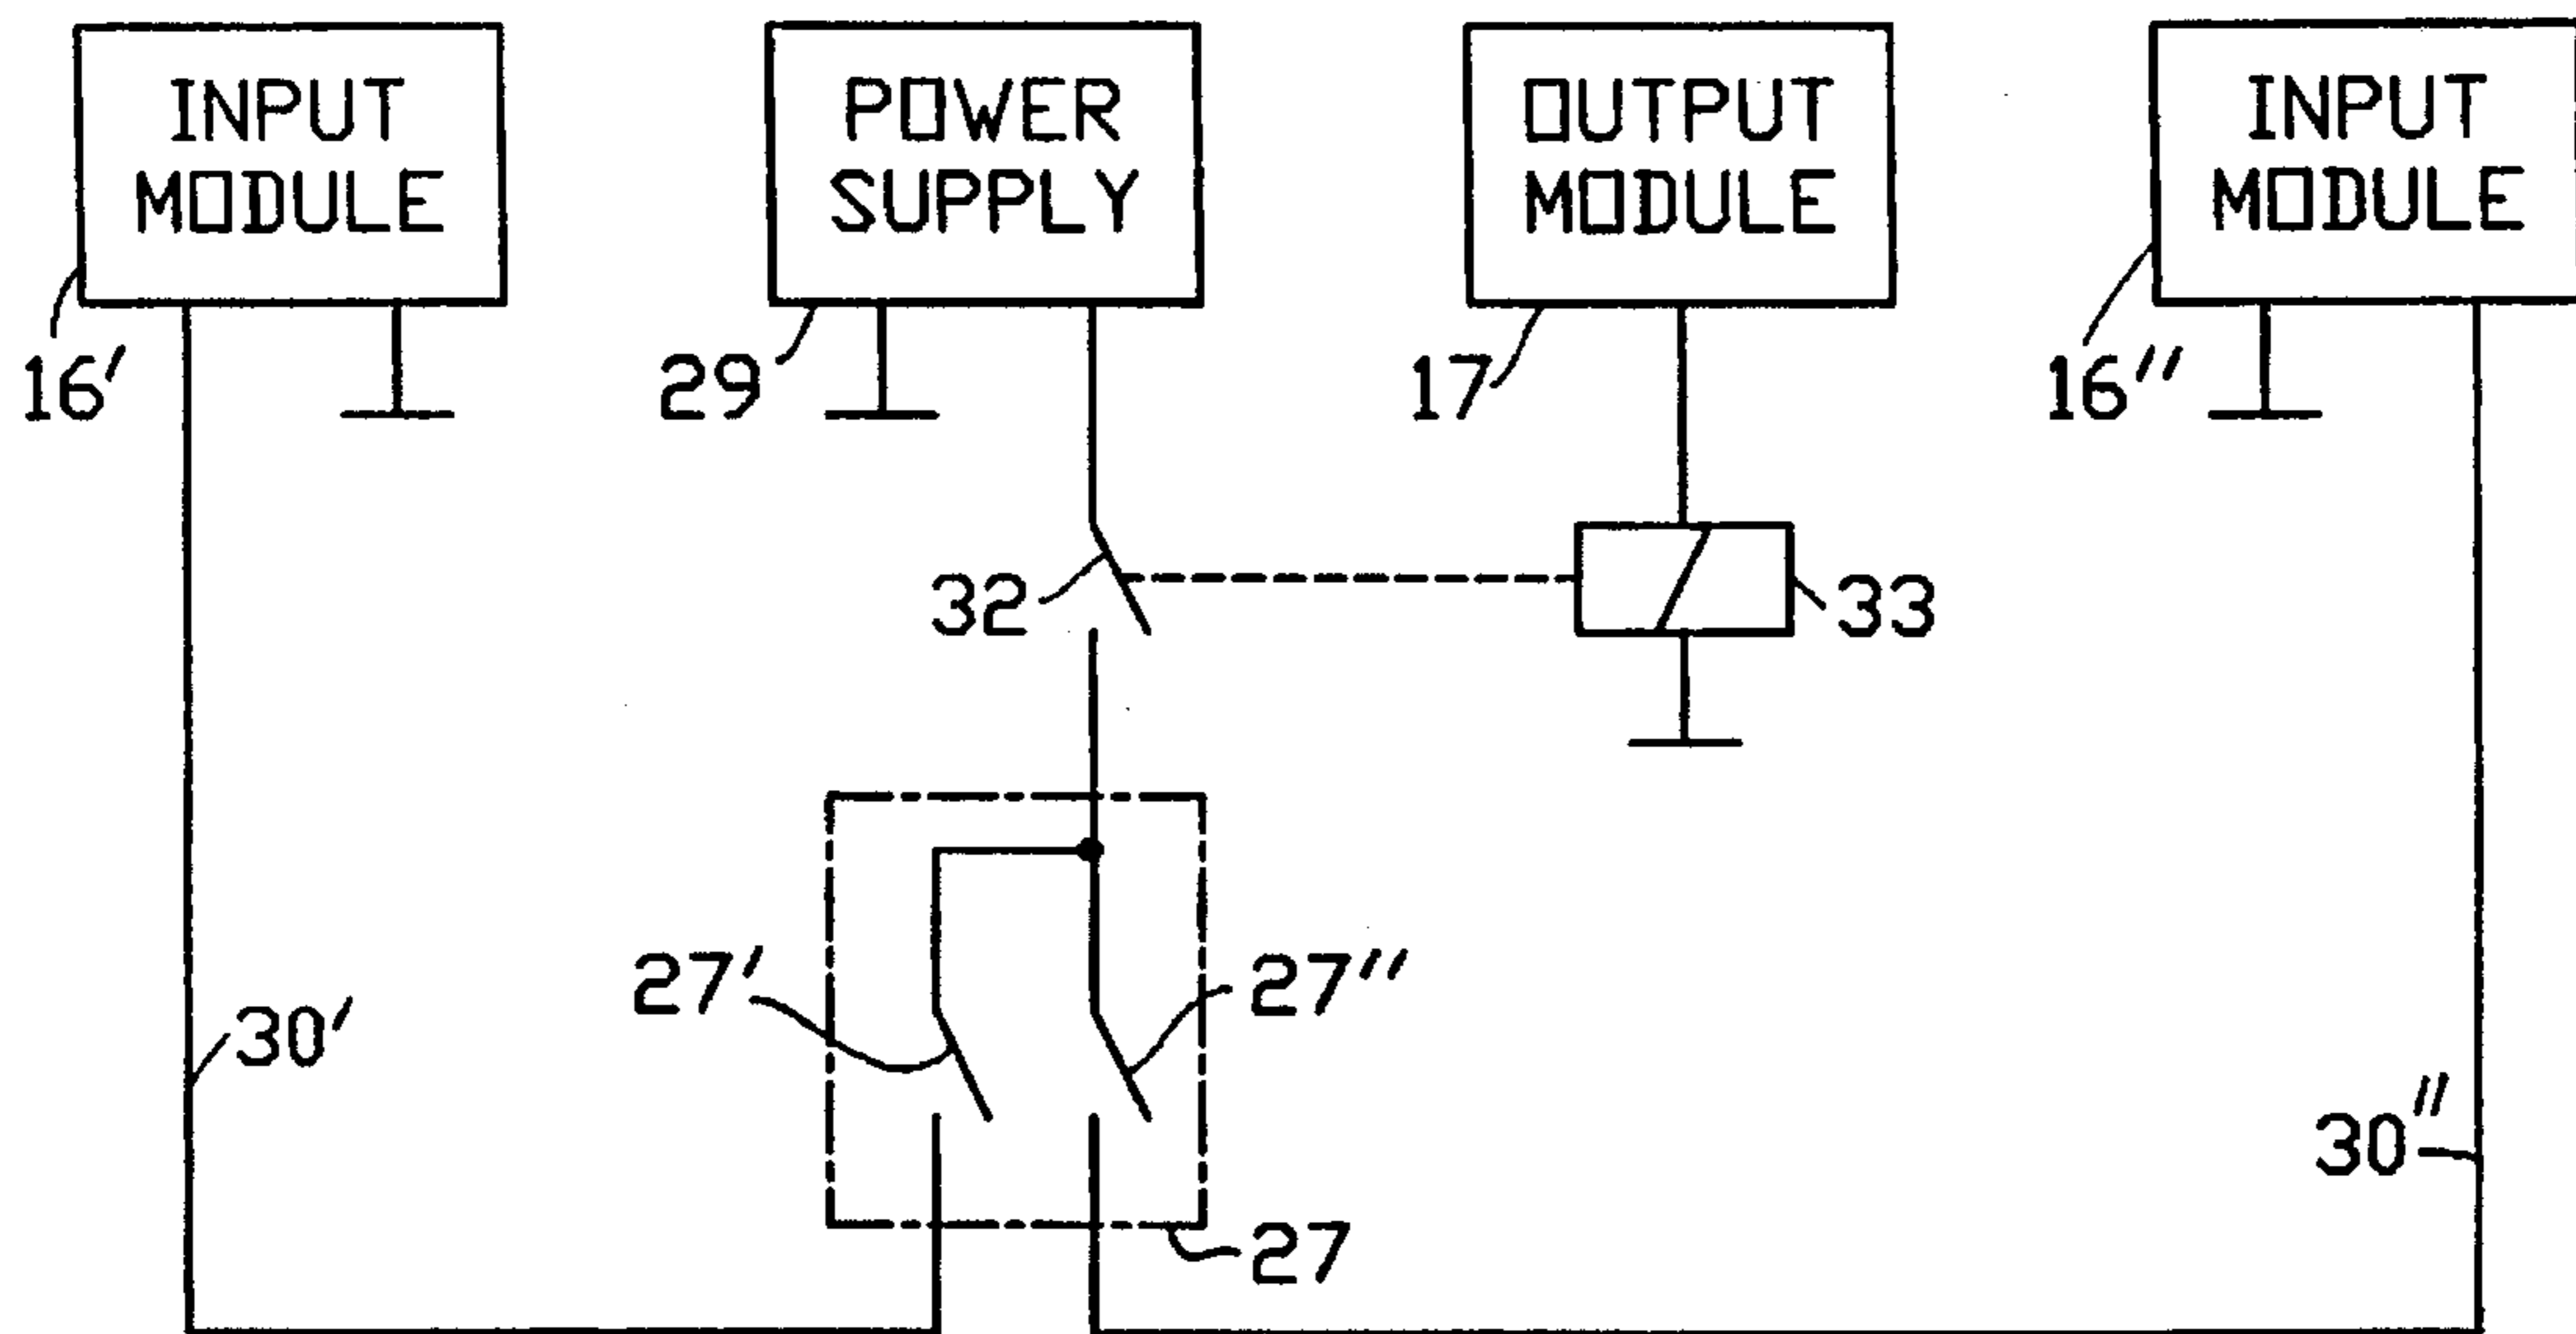 INPUT
MODULE
POWER
SUPPLY
OUTPUT
MODULE
INPUT
MODULE
16′
29
17
16″
32
33
27′
27″
30′
30″
27